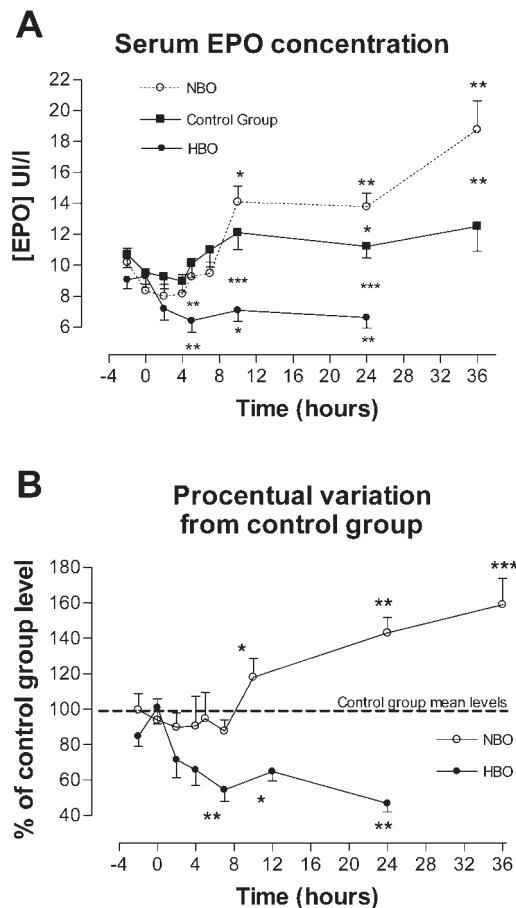 A
Serum EPO concentration
22
20
18
16
14
12
10
8
6
[EPO] UI/l
NBO
Control Group
HBO
**
*
**
**
*
***
***
**
*
**
**
-4 0 4 8 12 16 20 24 28 32 36
Time (hours)
B
Procentual variation
from control group
180
160
140
120
100
80
60
40
% of control group level
***
**
*
Control group mean levels
NBO
HBO
**
*
**
-4 0 4 8 12 16 20 24 28 32 36
Time (hours)